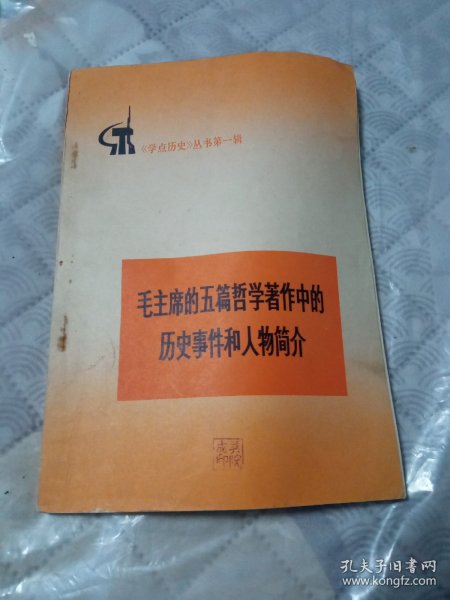 《学点历史》丛书第一辑
毛主席的五篇哲学著作中的
历史事件和人物简介
孔夫子旧书网
www.kongfz.com